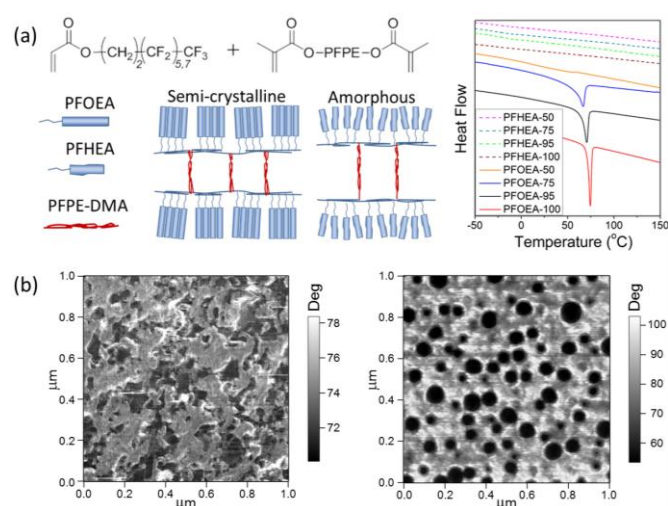 (a)
O
O
(CH2)2(CF2)5,7CF3
+
O
O-PFPE-O
O
PFOEA
PFHEA
PFPE-DMA
Semi-crystalline
Amorphous
Heat Flow
PFHEA-50
PFHEA-75
PFHEA-95
PFHEA-100
PFOEA-50
PFOEA-75
PFOEA-95
PFOEA-100
-50 0 50 100 150
Temperature (°C)
(b)
1.0
0.8
0.6
0.4
0.2
0.0
μm
0.0 0.2 0.4 0.6 0.8 1.0
μm
Deg
78
76
74
72
1.0
0.8
0.6
0.4
0.2
0.0
μm
0.0 0.2 0.4 0.6 0.8 1.0
μm
Deg
100
90
80
70
60